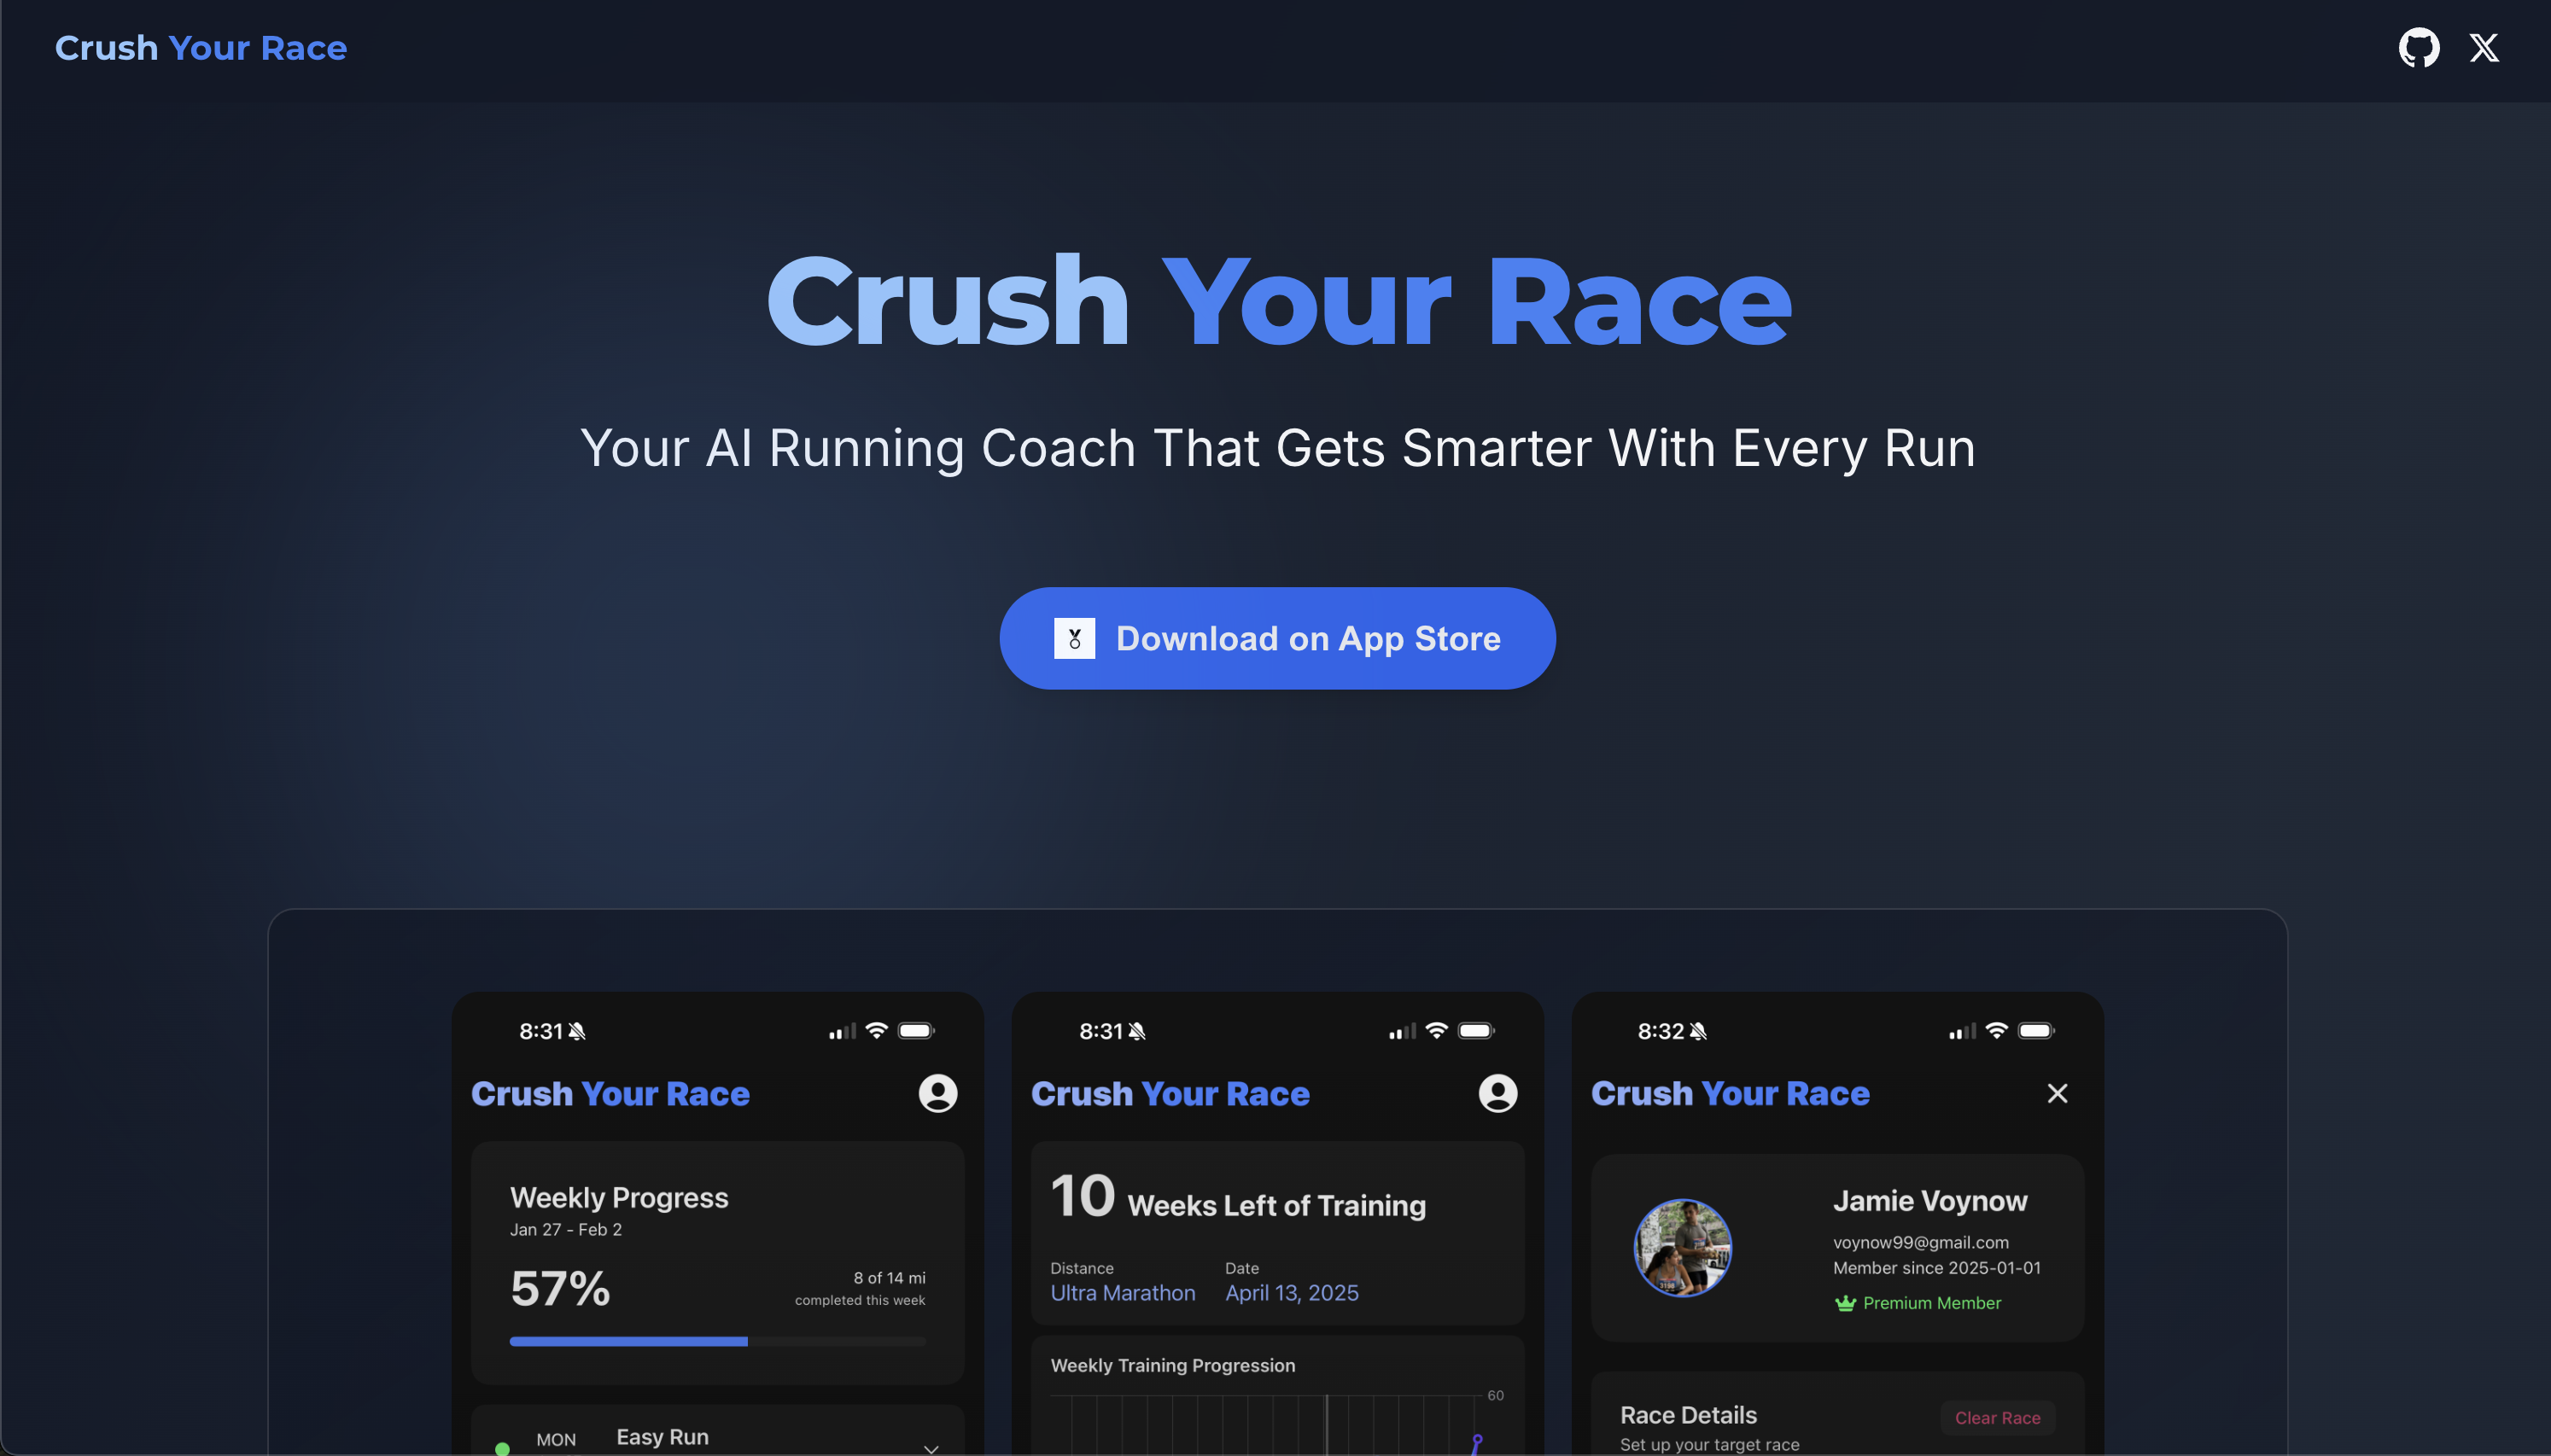 Crush Your Race
Crush Your Race
Your AI Running Coach That Gets Smarter With Every Run
Download on App Store
8:31
Crush Your Race
Weekly Progress
Jan 27 - Feb 2
57%
8 of 14 mi
completed this week
MON
Easy Run
8:31
Crush Your Race
10 Weeks Left of Training
Distance
Date
Ultra Marathon
April 13, 2025
Weekly Training Progression
60
8:32
Crush Your Race
Jamie Voynow
voynow99@gmail.com
Member since 2025-01-01
Premium Member
Race Details
Clear Race
Set up your target race